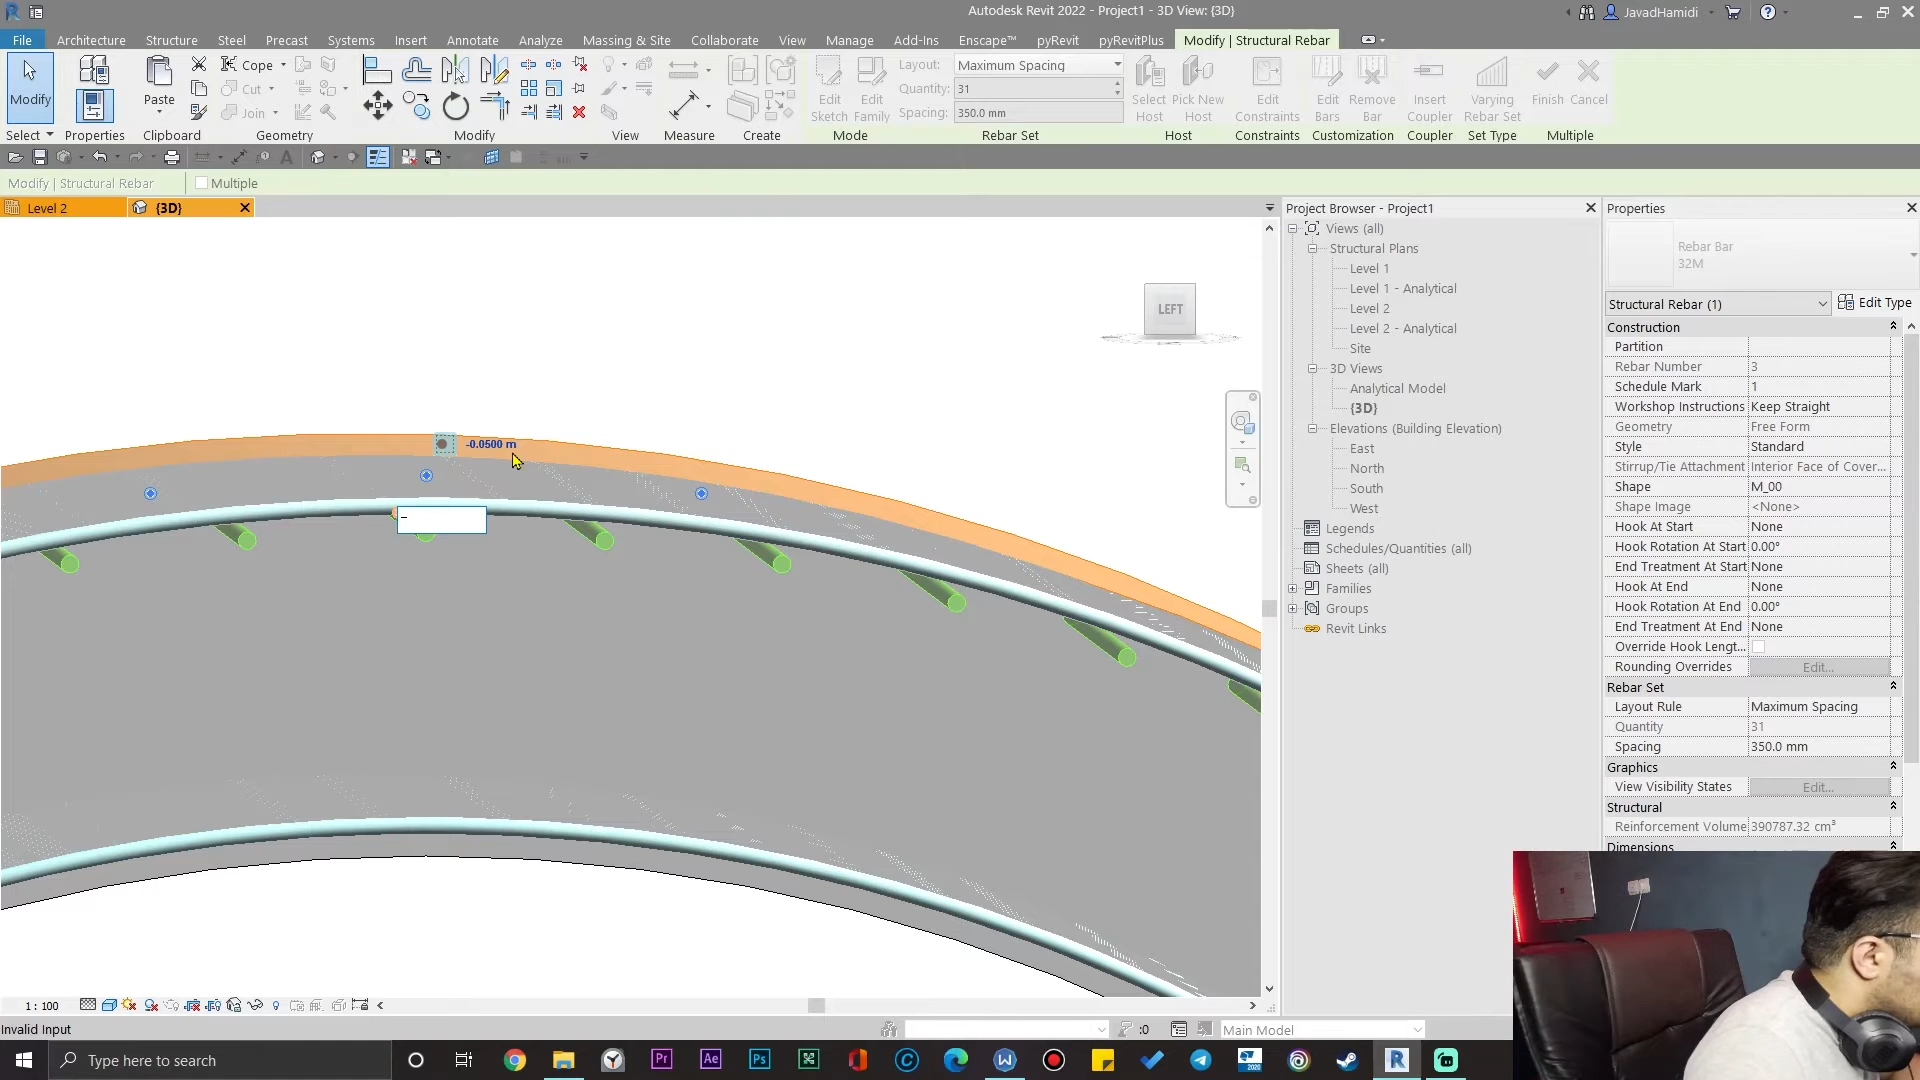 Autodesk Revit 2022 - Project1 - 3D View: {3D}
JavadHamidi
File Architecture Structure Steel Precast Systems Insert Annotate Analyze Massing & Site Collaborate View Manage Add-Ins Enscape™ pyRevit pyRevitPlus Modify | Structural Rebar
Modify
Select
Properties
Paste
Clipboard
Cope
Cut
Join
Geometry
Modify
View
Measure
Create
Edit Sketch
Edit Family
Mode
Layout: Maximum Spacing
Quantity: 31
Spacing: 350.0 mm
Rebar Set
Select Host
Pick New Host
Host
Edit Constraints
Constraints
Edit Bars
Remove Bar
Customization
Insert Coupler
Coupler
Varying Rebar Set
Set Type
Finish
Cancel
Multiple
Modify | Structural Rebar
Multiple
Level 2
{3D}
-0.0500 m
–
LEFT
Project Browser - Project1
Views (all)
Structural Plans
Level 1
Level 1 - Analytical
Level 2
Level 2 - Analytical
Site
3D Views
Analytical Model
{3D}
Elevations (Building Elevation)
East
North
South
West
Legends
Schedules/Quantities (all)
Sheets (all)
Families
Groups
Revit Links
Properties
Rebar Bar
32M
Structural Rebar (1)
Edit Type
Construction
Partition
Rebar Number 3
Schedule Mark 1
Workshop Instructions Keep Straight
Geometry Free Form
Style Standard
Stirrup/Tie Attachment Interior Face of Cover...
Shape M_00
Shape Image <None>
Hook At Start None
Hook Rotation At Start 0.00°
End Treatment At Start None
Hook At End None
Hook Rotation At End 0.00°
End Treatment At End None
Override Hook Lengt...
Rounding Overrides Edit...
Rebar Set
Layout Rule Maximum Spacing
Quantity 31
Spacing 350.0 mm
Graphics
View Visibility States Edit...
Structural
Reinforcement Volume 390787.32 cm³
Dimensions
1 : 100
Invalid Input
:0
Main Model
Type here to search
Pr
Ae
Ps
2020
R